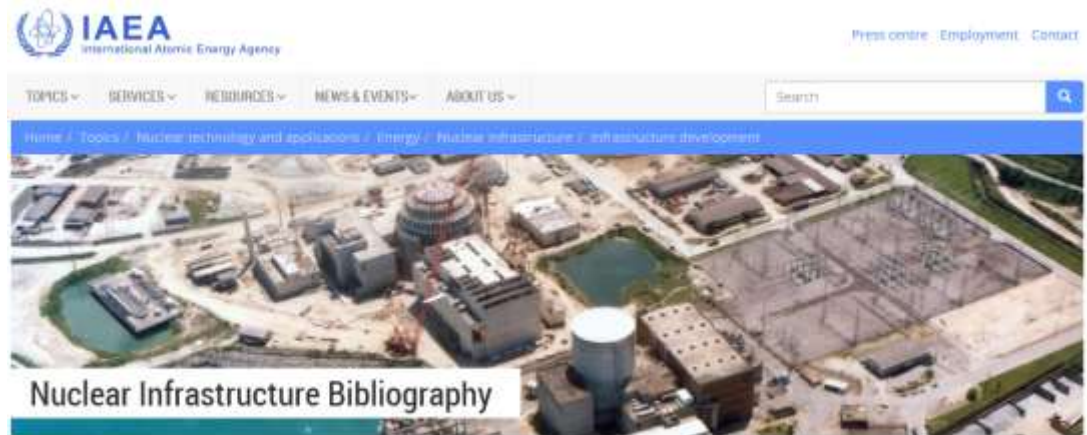 IAEA
International Atomic Energy Agency
Press centre Employment Contact
TOPICS SERVICES RESOURCES NEWS & EVENTS ABOUT US
Search
Home / Topics / Nuclear technology and applications / Energy / Nuclear infrastructure / Infrastructure development
Nuclear Infrastructure Bibliography